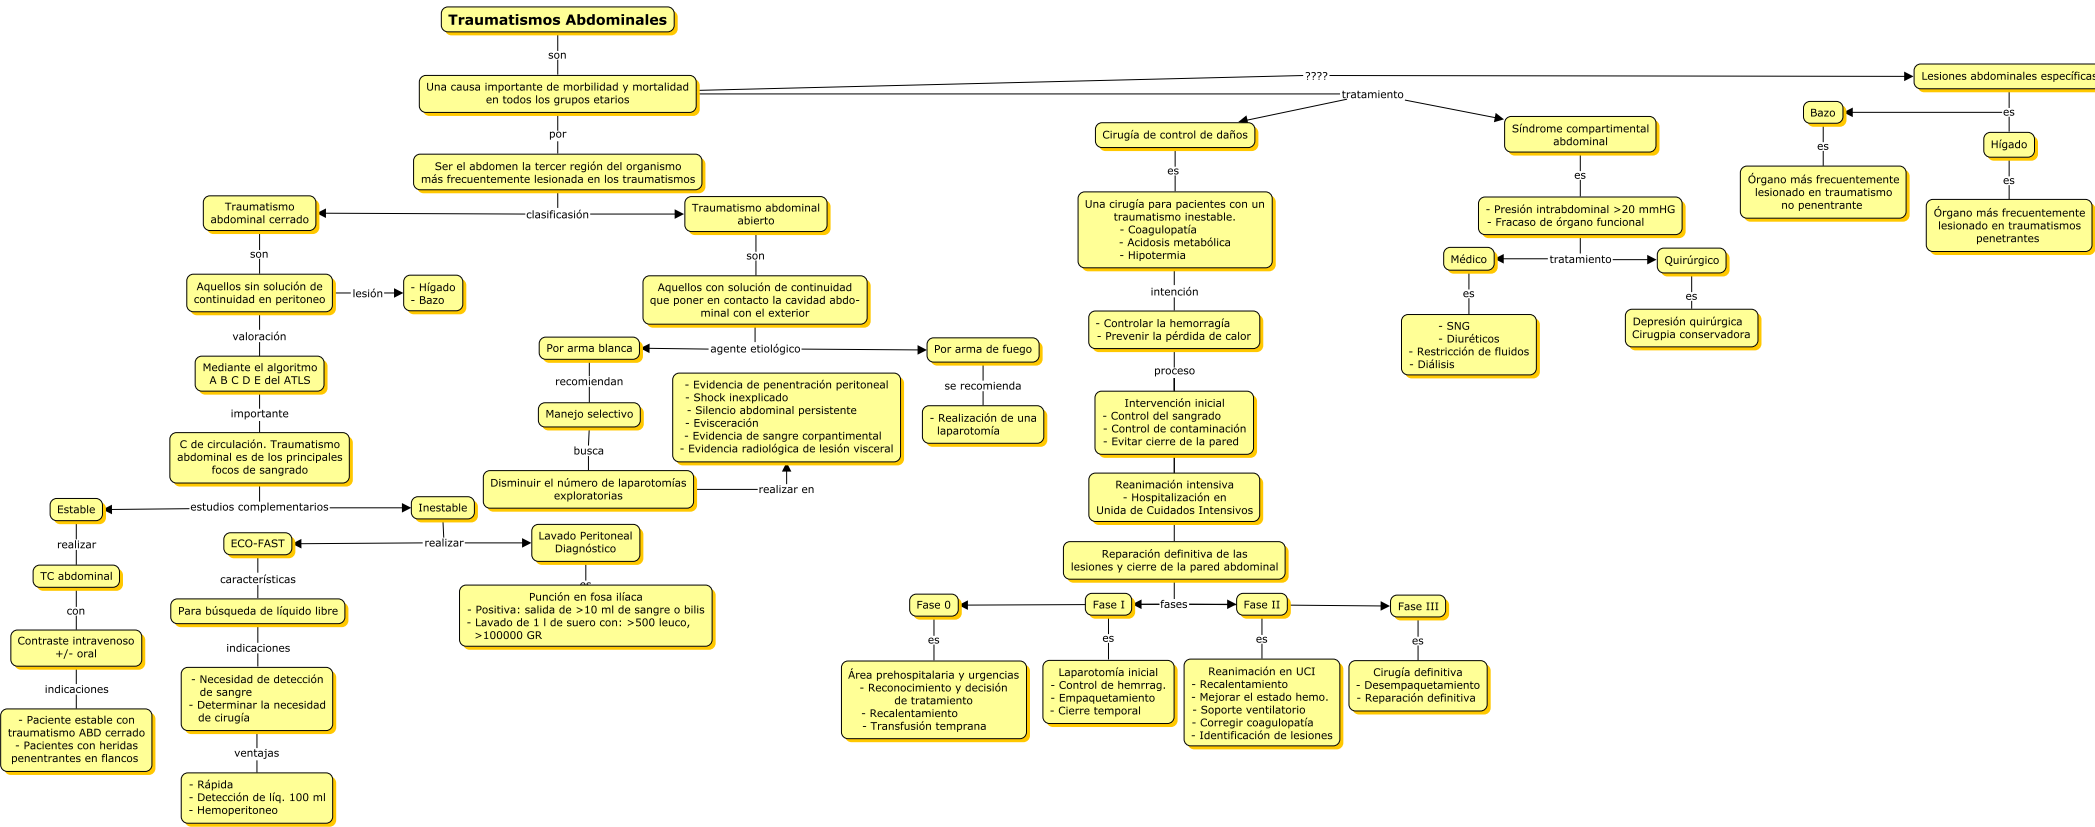 Traumatismos Abdominales
son
Una causa importante de morbilidad y mortalidad
en todos los grupos etarios
????
tratamiento
por
Ser el abdomen la tercer región del organismo
más frecuentemente lesionada en los traumatismos
clasificasión
Traumatismo
abdominal cerrado
son
Aquellos sin solución de
continuidad en peritoneo
lesión
- Hígado
- Bazo
valoración
Mediante el algoritmo
A B C D E del ATLS
importante
C de circulación. Traumatismo
abdominal es de los principales
focos de sangrado
estudios complementarios
Estable
realizar
TC abdominal
con
Contraste intravenoso
+/- oral
indicaciones
- Paciente estable con
traumatismo ABD cerrado
- Pacientes con heridas
penentrantes en flancos
Inestable
realizar
ECO-FAST
características
Para búsqueda de líquido libre
indicaciones
- Necesidad de detección
de sangre
- Determinar la necesidad
de cirugía
ventajas
- Rápida
- Detección de líq. 100 ml
- Hemoperitoneo
Lavado Peritoneal
Diagnóstico
es
Punción en fosa ilíaca
- Positiva: salida de >10 ml de sangre o bilis
- Lavado de 1 l de suero con: >500 leuco,
>100000 GR
Traumatismo abdominal
abierto
son
Aquellos con solución de continuidad
que poner en contacto la cavidad abdo-
minal con el exterior
agente etiológico
Por arma blanca
recomiendan
Manejo selectivo
busca
Disminuir el número de laparotomías
exploratorias
realizar en
- Evidencia de penentración peritoneal
- Shock inexplicado
- Silencio abdominal persistente
- Evisceración
- Evidencia de sangre corpantimental
- Evidencia radiológica de lesión visceral
Por arma de fuego
se recomienda
- Realización de una
laparotomía
Cirugía de control de daños
es
Una cirugía para pacientes con un
traumatismo inestable.
- Coagulopatía
- Acidosis metabólica
- Hipotermia
intención
- Controlar la hemorragía
- Prevenir la pérdida de calor
proceso
Intervención inicial
- Control del sangrado
- Control de contaminación
- Evitar cierre de la pared
Reanimación intensiva
- Hospitalización en
Unida de Cuidados Intensivos
Reparación definitiva de las
lesiones y cierre de la pared abdominal
fases
Fase 0
es
Área prehospitalaria y urgencias
- Reconocimiento y decisión
de tratamiento
- Recalentamiento
- Transfusión temprana
Fase I
es
Laparotomía inicial
- Control de hemrrag.
- Empaquetamiento
- Cierre temporal
Fase II
es
Reanimación en UCI
- Recalentamiento
- Mejorar el estado hemo.
- Soporte ventilatorio
- Corregir coagulopatía
- Identificación de lesiones
Fase III
es
Cirugía definitiva
- Desempaquetamiento
- Reparación definitiva
Síndrome compartimental
abdominal
es
- Presión intrabdominal >20 mmHG
- Fracaso de órgano funcional
tratamiento
Médico
es
- SNG
- Diuréticos
- Restricción de fluidos
- Diálisis
Quirúrgico
es
Depresión quirúrgica
Cirugpia conservadora
Lesiones abdominales específicas
es
Bazo
es
Órgano más frecuentemente
lesionado en traumatismo
no penentrante
Hígado
es
Órgano más frecuentemente
lesionado en traumatismos
penetrantes